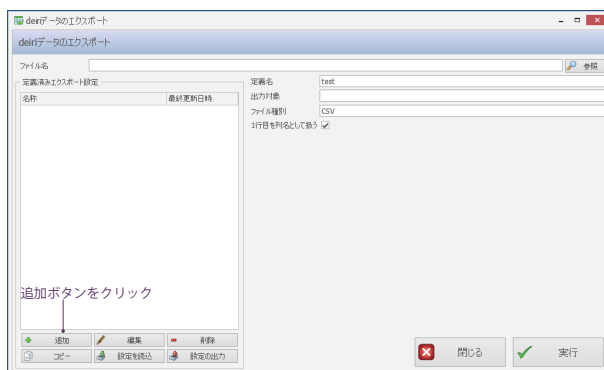 deiriデータのエクスポート
deiriデータのエクスポート
ファイル名
参照
定義済みエクスポート設定
名称 最終更新日時
定義名 test
出力対象
ファイル種別 CSV
1行目を列名として扱う
追加ボタンをクリック
追加 編集 削除
コピー 設定を読込 設定の出力
閉じる 実行